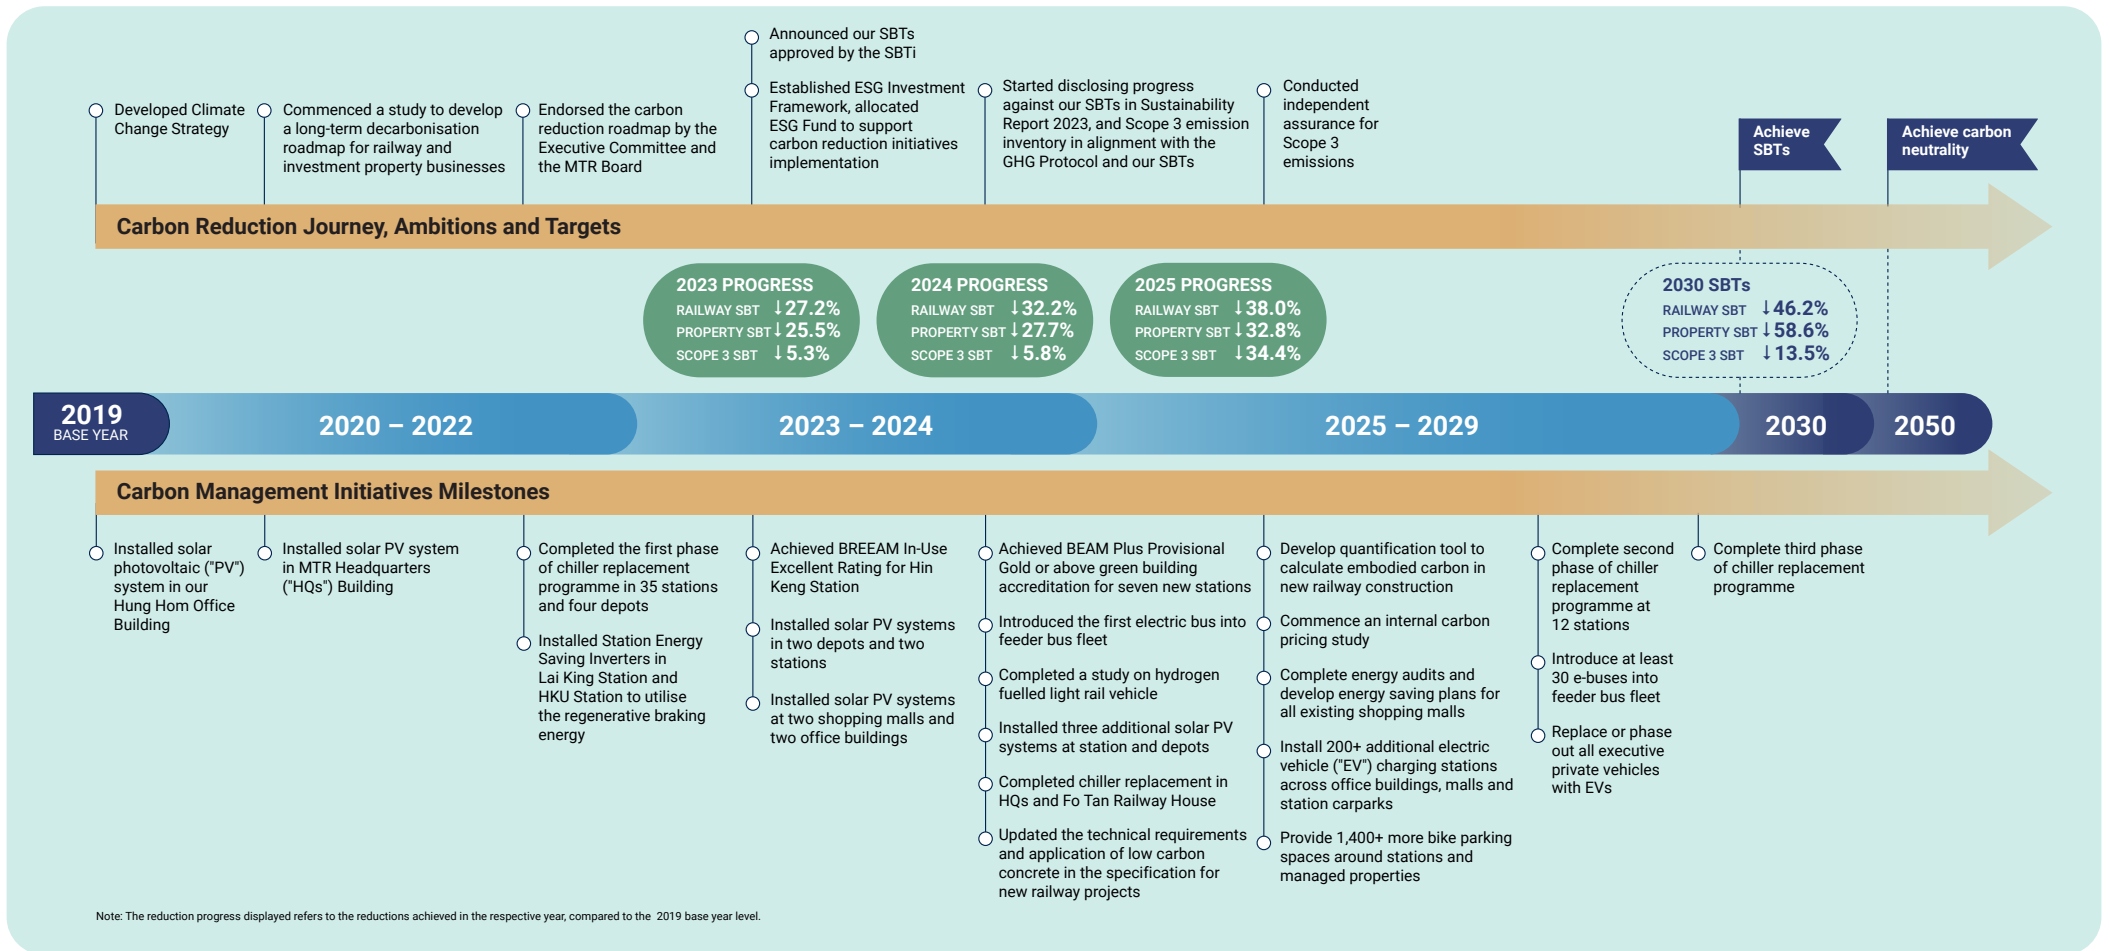 Developed Climate
Change Strategy
Commenced a study to develop
a long-term decarbonisation
roadmap for railway and
investment property businesses
Endorsed the carbon
reduction roadmap by the
Executive Committee and
the MTR Board
Announced our SBTs
approved by the SBTi
Established ESG Investment
Framework, allocated
ESG Fund to support
carbon reduction initiatives
implementation
Started disclosing progress
against our SBTs in Sustainability
Report 2023, and Scope 3 emission
inventory in alignment with the
GHG Protocol and our SBTs
Conducted
independent
assurance for
Scope 3
emissions
Achieve
SBTs
Achieve carbon
neutrality
Carbon Reduction Journey, Ambitions and Targets
2023 PROGRESS
RAILWAY SBT ↓27.2%
PROPERTY SBT ↓25.5%
SCOPE 3 SBT ↓5.3%
2024 PROGRESS
RAILWAY SBT ↓32.2%
PROPERTY SBT ↓27.7%
SCOPE 3 SBT ↓5.8%
2025 PROGRESS
RAILWAY SBT ↓38.0%
PROPERTY SBT ↓32.8%
SCOPE 3 SBT ↓34.4%
2030 SBTs
RAILWAY SBT ↓46.2%
PROPERTY SBT ↓58.6%
SCOPE 3 SBT ↓13.5%
2019
BASE YEAR
2020 – 2022
2023 – 2024
2025 – 2029
2030
2050
Carbon Management Initiatives Milestones
Installed solar
photovoltaic ("PV")
system in our
Hung Hom Office
Building
Installed solar PV system
in MTR Headquarters
("HQs") Building
Completed the first phase
of chiller replacement
programme in 35 stations
and four depots
Installed Station Energy
Saving Inverters in
Lai King Station and
HKU Station to utilise
the regenerative braking
energy
Achieved BREEAM In-Use
Excellent Rating for Hin
Keng Station
Installed solar PV systems
in two depots and two
stations
Installed solar PV systems
at two shopping malls and
two office buildings
Achieved BEAM Plus Provisional
Gold or above green building
accreditation for seven new stations
Introduced the first electric bus into
feeder bus fleet
Completed a study on hydrogen
fuelled light rail vehicle
Installed three additional solar PV
systems at station and depots
Completed chiller replacement in
HQs and Fo Tan Railway House
Updated the technical requirements
and application of low carbon
concrete in the specification for
new railway projects
Develop quantification tool to
calculate embodied carbon in
new railway construction
Commence an internal carbon
pricing study
Complete energy audits and
develop energy saving plans for
all existing shopping malls
Install 200+ additional electric
vehicle ("EV") charging stations
across office buildings, malls and
station carparks
Provide 1,400+ more bike parking
spaces around stations and
managed properties
Complete second
phase of chiller
replacement
programme at
12 stations
Introduce at least
30 e-buses into
feeder bus fleet
Replace or phase
out all executive
private vehicles
with EVs
Complete third phase
of chiller replacement
programme
Note: The reduction progress displayed refers to the reductions achieved in the respective year, compared to the 2019 base year level.